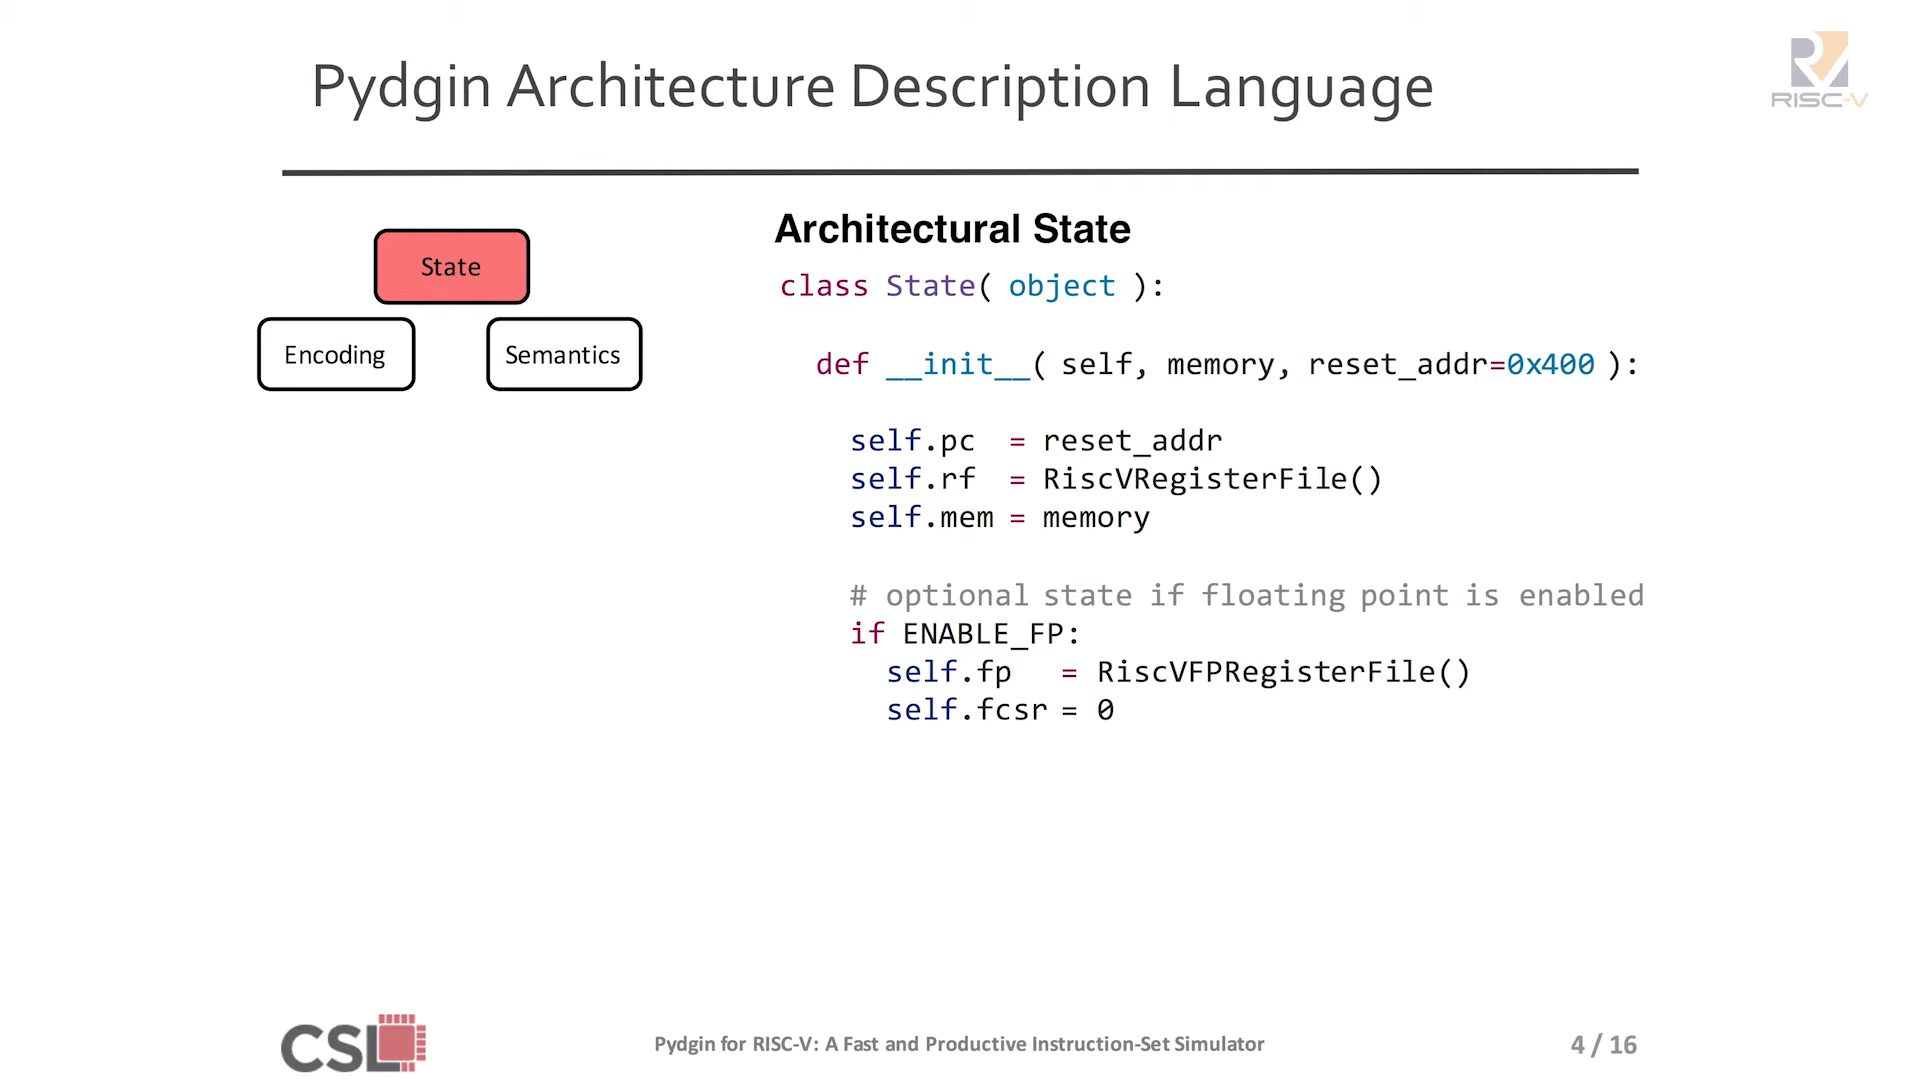 Pydgin Architecture Description Language
RISC-V
State
Encoding
Semantics
Architectural State
class State( object ):
def __init__( self, memory, reset_addr=0x400 ):
self.pc = reset_addr
self.rf = RiscVRegisterFile()
self.mem = memory
# optional state if floating point is enabled
if ENABLE_FP:
self.fp = RiscVFPRegisterFile()
self.fcsr = 0
CSL
Pydgin for RISC-V: A Fast and Productive Instruction-Set Simulator
4 / 16